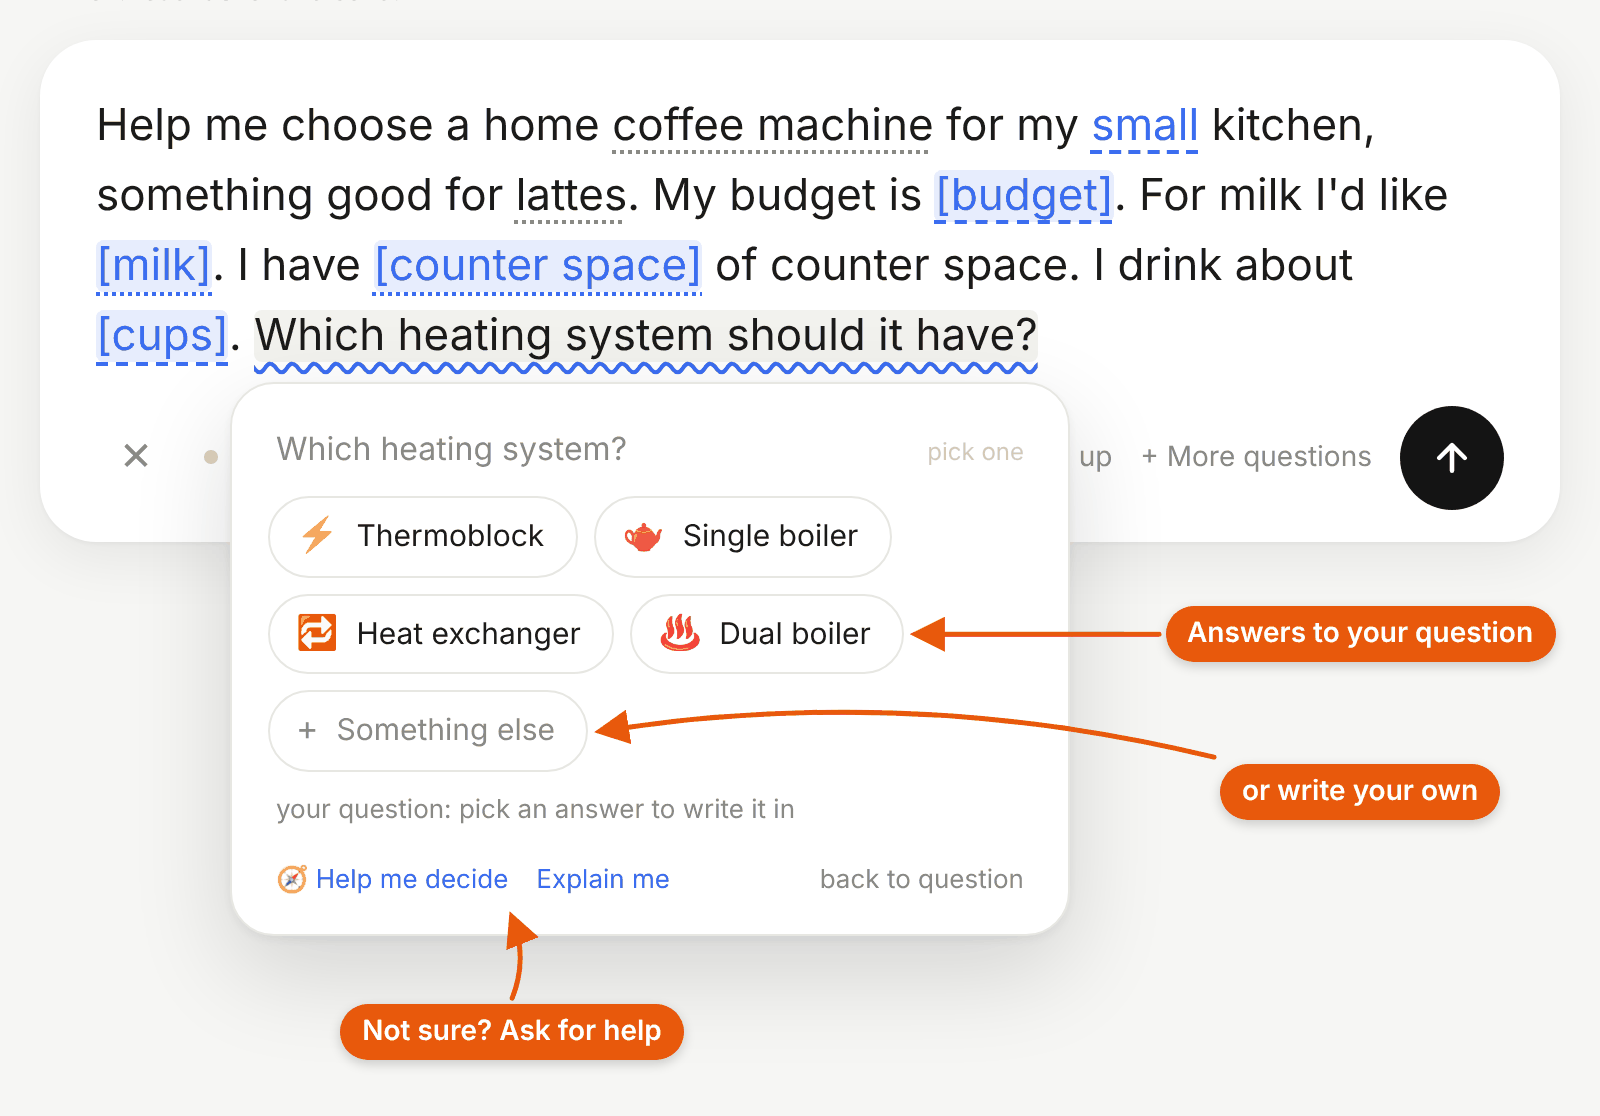 Help me choose a home coffee machine for my small kitchen,
something good for lattes. My budget is [budget]. For milk I'd like
[milk]. I have [counter space] of counter space. I drink about
[cups]. Which heating system should it have?
Which heating system? pick one
up + More questions
Thermoblock Single boiler
Heat exchanger Dual boiler
Answers to your question
+ Something else
or write your own
your question: pick an answer to write it in
Help me decide Explain me back to question
Not sure? Ask for help